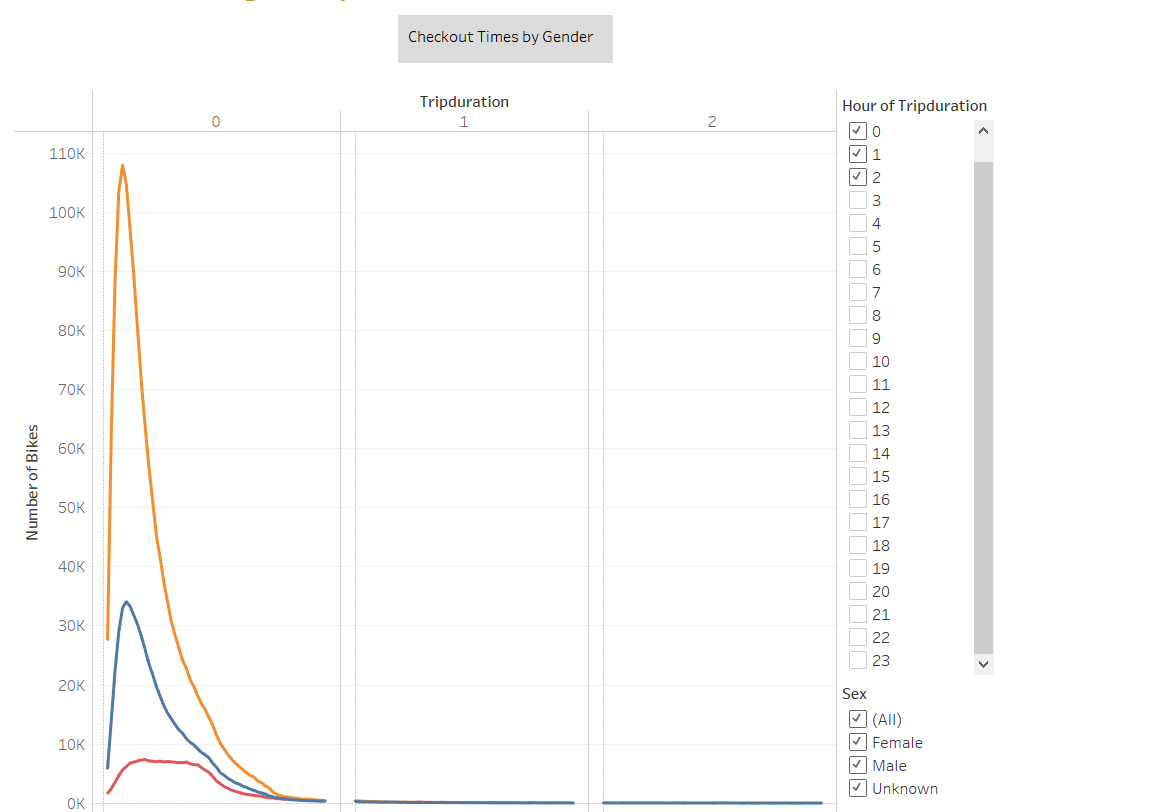 Checkout Times by Gender
Tripduration
0 1 2
110K
100K
90K
80K
70K
60K
50K
40K
30K
20K
10K
0K
Number of Bikes
Hour of Tripduration
0
1
2
3
4
5
6
7
8
9
10
11
12
13
14
15
16
17
18
19
20
21
22
23
Sex
(All)
Female
Male
Unknown